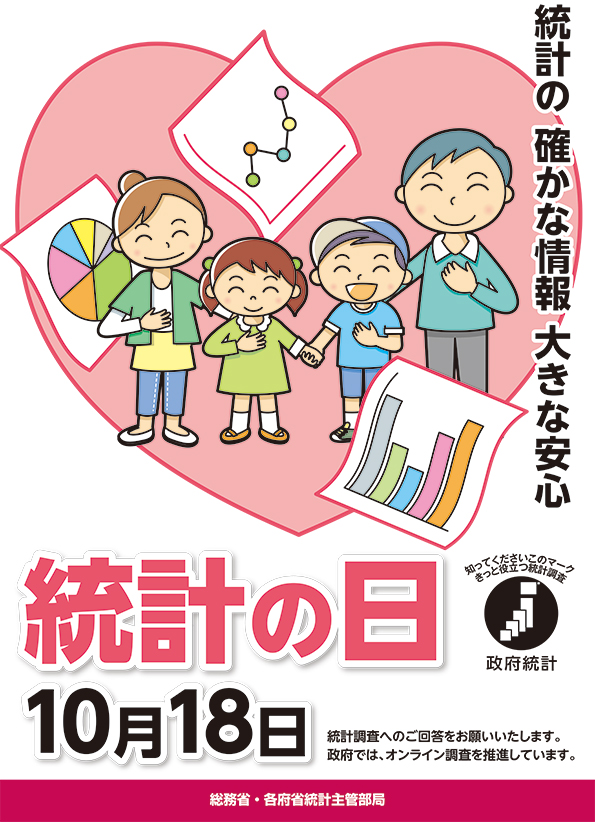 統計の 確かな情報 大きな安心
統計の日
10月18日
知ってくださいこのマーク
きっと役立つ統計調査
政府統計
統計調査へのご回答をお願いいたします。
政府では、オンライン調査を推進しています。
総務省・各府省統計主管部局